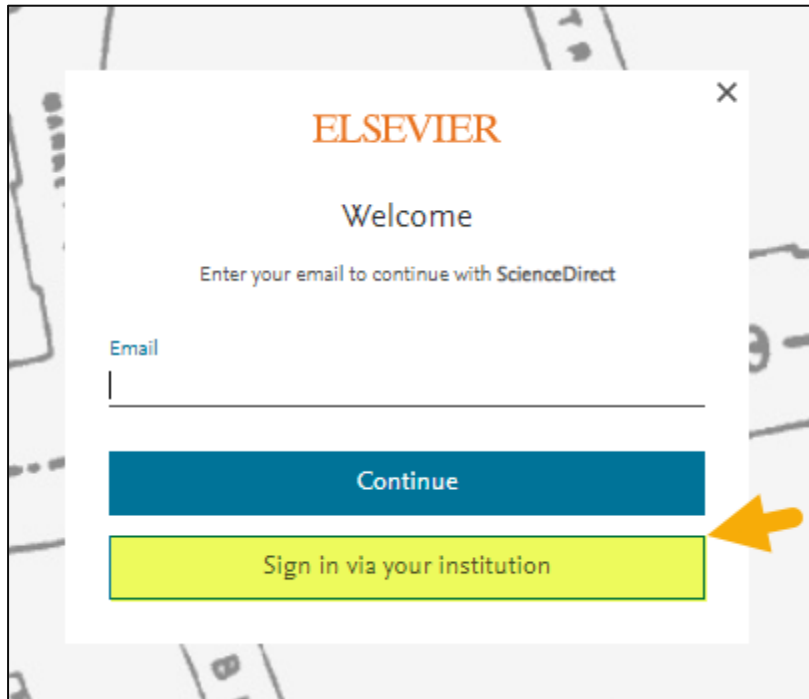 ELSEVIER
Welcome
Enter your email to continue with ScienceDirect
Email
Continue
Sign in via your institution